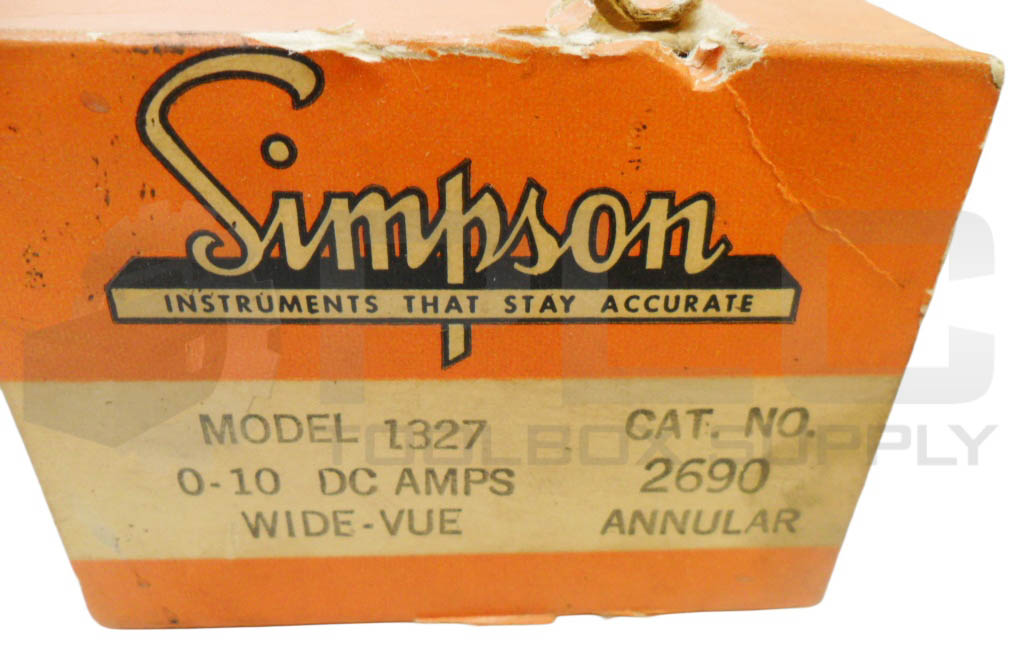 Simpson
INSTRUMENTS THAT STAY ACCURATE
MODEL 1327
0-10 DC AMPS
WIDE-VUE
CAT. NO.
2690
ANNULAR
PLC
TOOLBOX SUPPLY